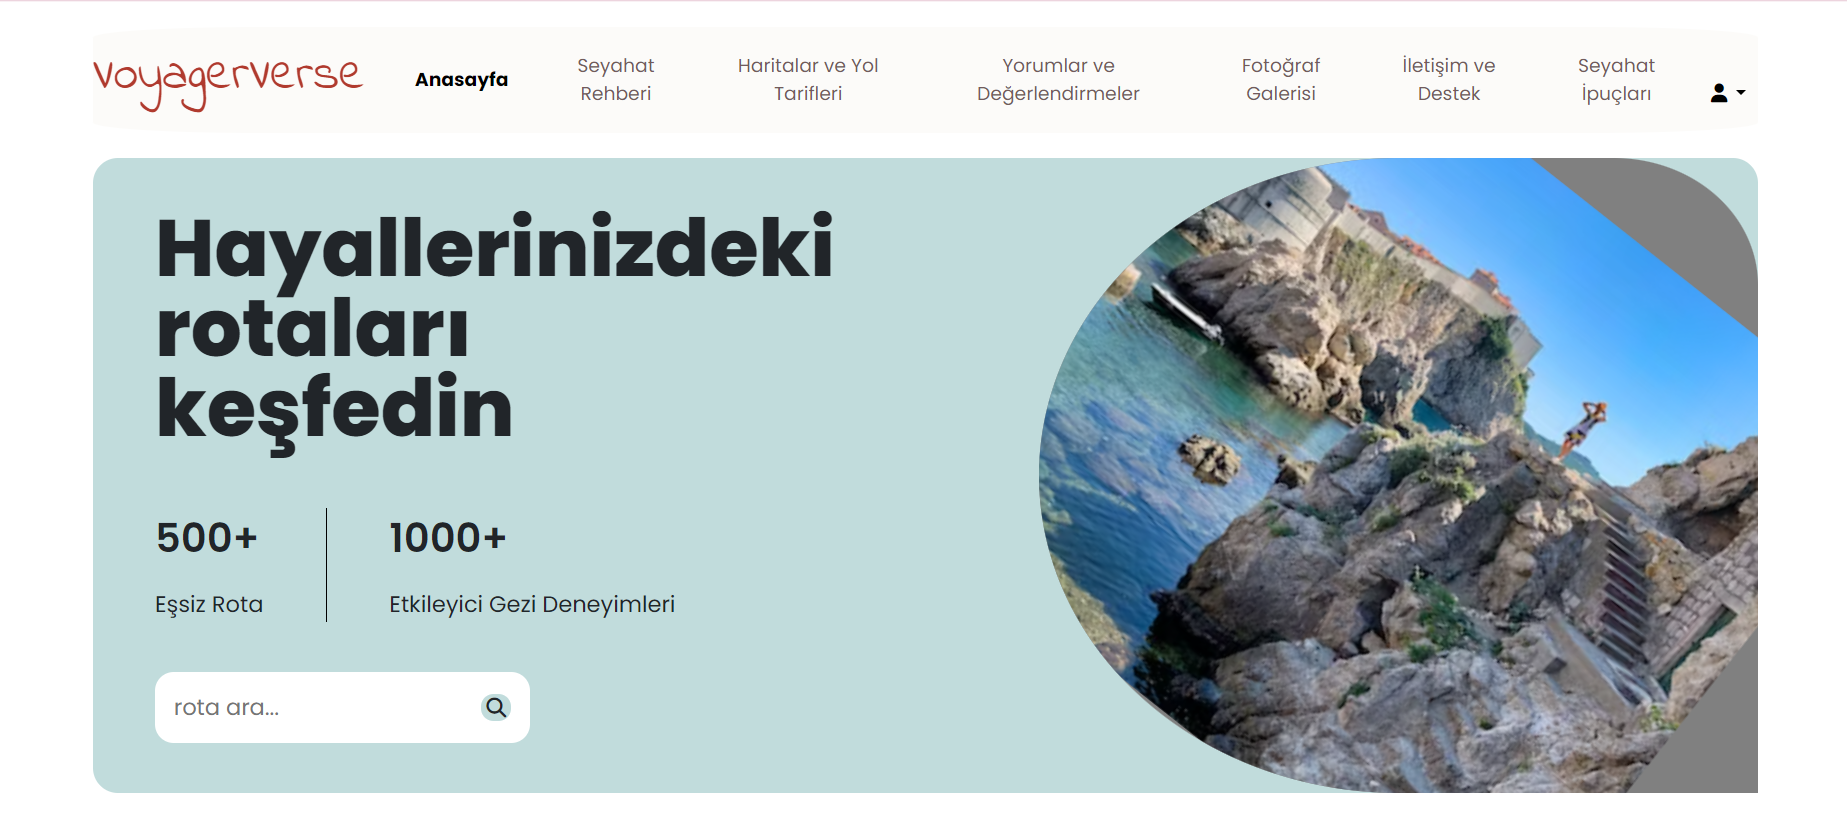 voyagerverse
Anasayfa
Seyahat
Rehberi
Haritalar ve Yol
Tarifleri
Yorumlar ve
Değerlendirmeler
Fotoğraf
Galerisi
İletişim ve
Destek
Seyahat
İpuçları
Hayallerinizdeki
rotaları
keşfedin
500+
Eşsiz Rota
1000+
Etkileyici Gezi Deneyimleri
rota ara...